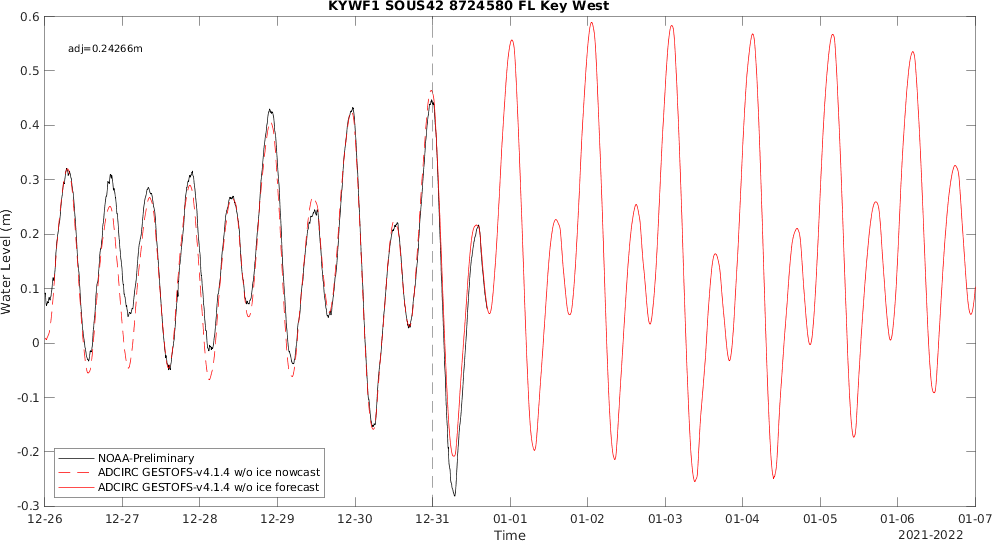 KYWF1 SOUS42 8724580 FL Key West
adj=0.24266m
Water Level (m)
0.6
0.5
0.4
0.3
0.2
0.1
0
-0.1
-0.2
-0.3
NOAA-Preliminary
ADCIRC GESTOFS-v4.1.4 w/o ice nowcast
ADCIRC GESTOFS-v4.1.4 w/o ice forecast
12-26 12-27 12-28 12-29 12-30 12-31 01-01 01-02 01-03 01-04 01-05 01-06 01-07
Time
2021-2022